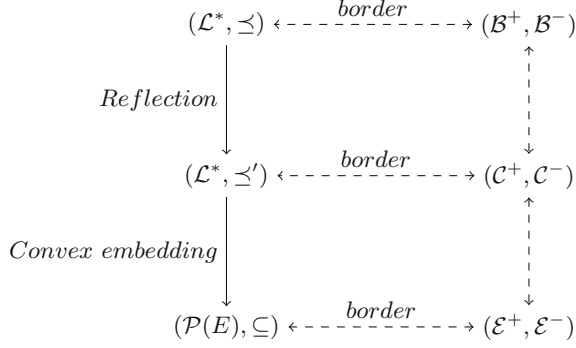 (ℒ*, ⪯) border (ℬ⁺, ℬ⁻)
Reflection
(ℒ*, ⪯′) border (𝒞⁺, 𝒞⁻)
Convex embedding
(𝒫(E), ⊆) border (ℰ⁺, ℰ⁻)